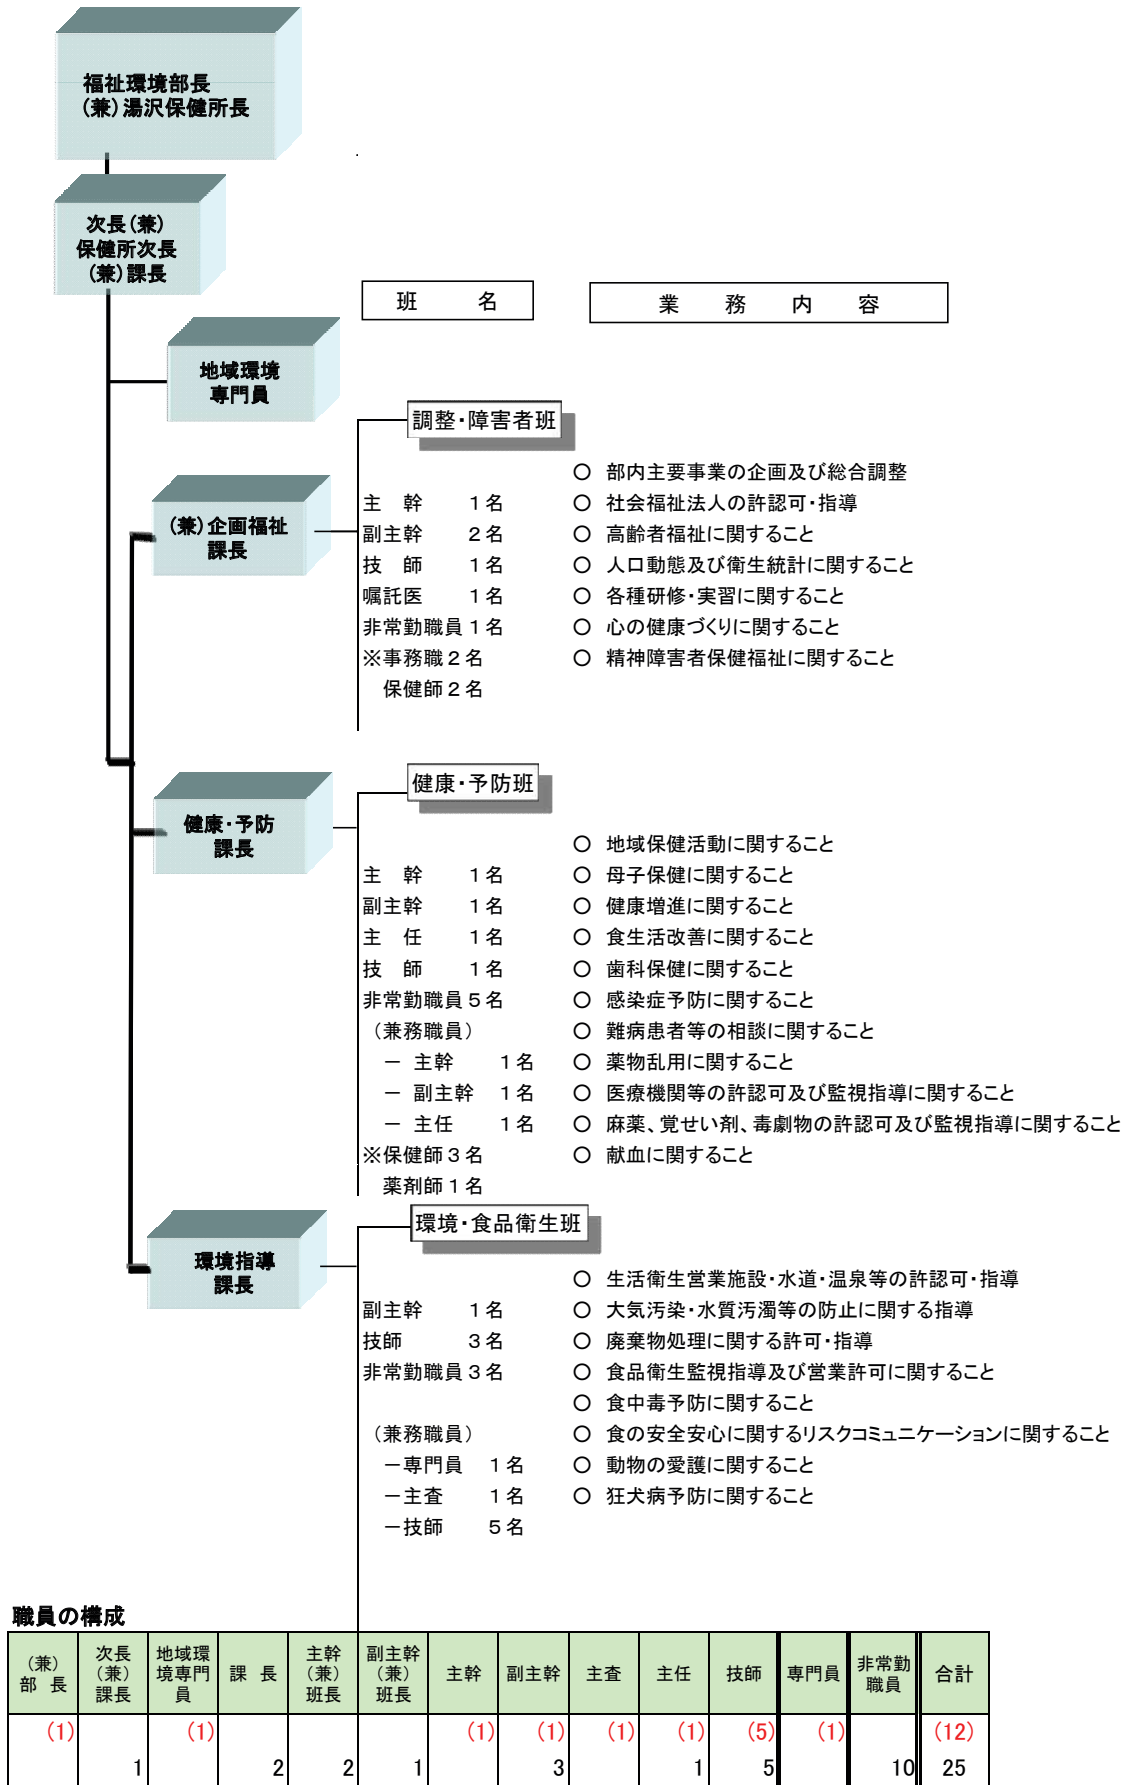 福祉環境部長
(兼)湯沢保健所長
次長(兼)
保健所次長
(兼)課長
班　　名
業　務　内　容
地域環境
専門員
調整・障害者班
(兼)企画福祉
課長
○ 部内主要事業の企画及び総合調整
主　幹　　1名　○ 社会福祉法人の許認可・指導
副主幹　　2名　○ 高齢者福祉に関すること
技　師　　1名　○ 人口動態及び衛生統計に関すること
嘱託医　　1名　○ 各種研修・実習に関すること
非常勤職員1名　○ 心の健康づくりに関すること
※事務職2名　○ 精神障害者保健福祉に関すること
保健師2名
健康・予防班
健康・予防
課長
○ 地域保健活動に関すること
主　幹　　1名　○ 母子保健に関すること
副主幹　　1名　○ 健康増進に関すること
主　任　　1名　○ 食生活改善に関すること
技　師　　1名　○ 歯科保健に関すること
非常勤職員5名　○ 感染症予防に関すること
（兼務職員）　○ 難病患者等の相談に関すること
－ 主幹　　1名　○ 薬物乱用に関すること
－ 副主幹　1名　○ 医療機関等の許認可及び監視指導に関すること
－ 主任　　1名　○ 麻薬、覚せい剤、毒劇物の許認可及び監視指導に関すること
※保健師3名　○ 献血に関すること
薬剤師1名
環境・食品衛生班
環境指導
課長
○ 生活衛生営業施設・水道・温泉等の許認可・指導
副主幹　　1名　○ 大気汚染・水質汚濁等の防止に関する指導
技師　　　3名　○ 廃棄物処理に関する許可・指導
非常勤職員3名　○ 食品衛生監視指導及び営業許可に関すること
○ 食中毒予防に関すること
（兼務職員）　○ 食の安全安心に関するリスクコミュニケーションに関すること
－専門員　1名　○ 動物の愛護に関すること
－主査　　1名　○ 狂犬病予防に関すること
－技師　　5名
職員の構成
(兼)部　長　次長(兼)課長　地域環境専門員　課　長　主幹(兼)班長　副主幹(兼)班長　主幹　副主幹　主査　主任　技師　専門員　非常勤職員　合計
(1)　(1)　(1)　(1)　(1)　(1)　(5)　(1)　(12)
1　2　2　1　3　1　5　10　25